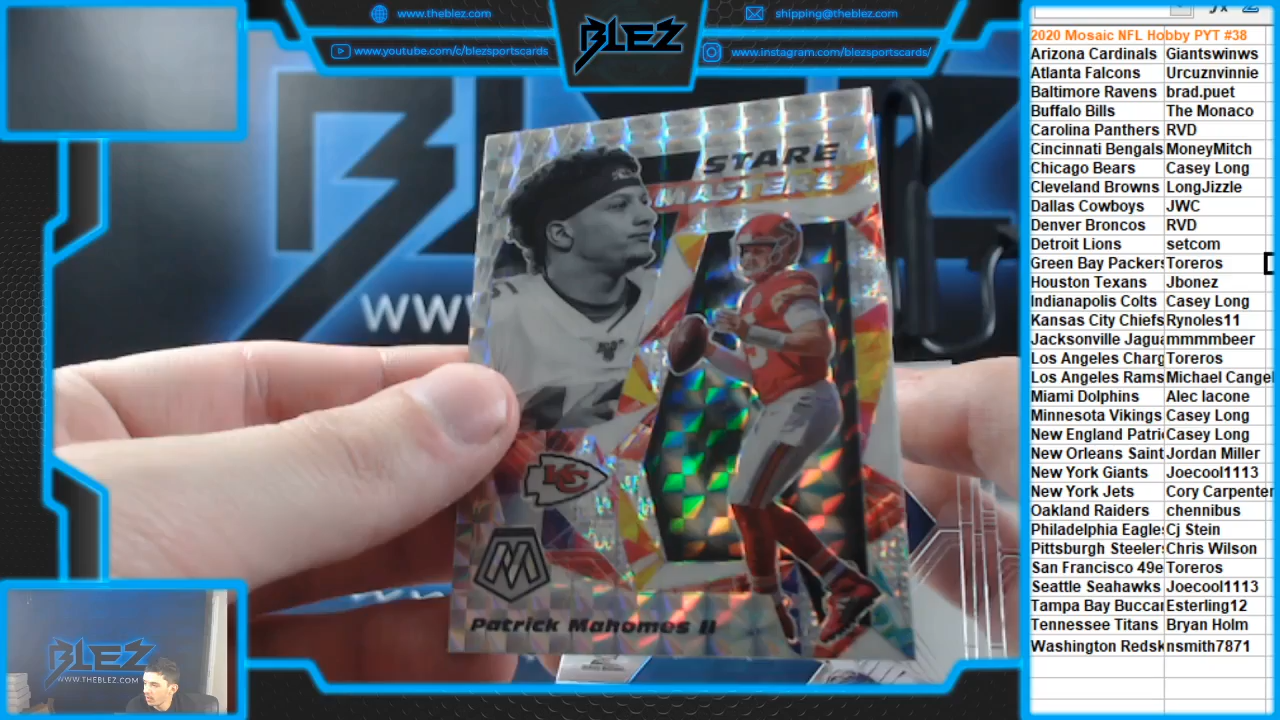 www.theblez.com
shipping@theblez.com
www.youtube.com/c/blezsportscards/
www.instagram.com/blezsportscards/
BLEZ
STARE
MASTERS
WWW
KC
M
Patrick Mahomes II
BLEZ
WWW.THEBLEZ.COM
2020 Mosaic NFL Hobby PYT #38
Arizona Cardinals Giantswinws
Atlanta Falcons Urcuznvinnie
Baltimore Ravens brad.puet
Buffalo Bills The Monaco
Carolina Panthers RVD
Cincinnati Bengals MoneyMitch
Chicago Bears Casey Long
Cleveland Browns LongJizzle
Dallas Cowboys JWC
Denver Broncos RVD
Detroit Lions setcom
Green Bay Packers Toreros
Houston Texans Jbonez
Indianapolis Colts Casey Long
Kansas City Chiefs Rynoles11
Jacksonville Jagua mmmmbeer
Los Angeles Charg Toreros
Los Angeles Rams Michael Cangel
Miami Dolphins Alec Iacone
Minnesota Vikings Casey Long
New England Patri Casey Long
New Orleans Saint Jordan Miller
New York Giants Joecool1113
New York Jets Cory Carpenter
Oakland Raiders chennibus
Philadelphia Eagle Cj Stein
Pittsburgh Steeler Chris Wilson
San Francisco 49e Toreros
Seattle Seahawks Joecool1113
Tampa Bay Buccar Esterling12
Tennessee Titans Bryan Holm
Washington Redsk nsmith7871